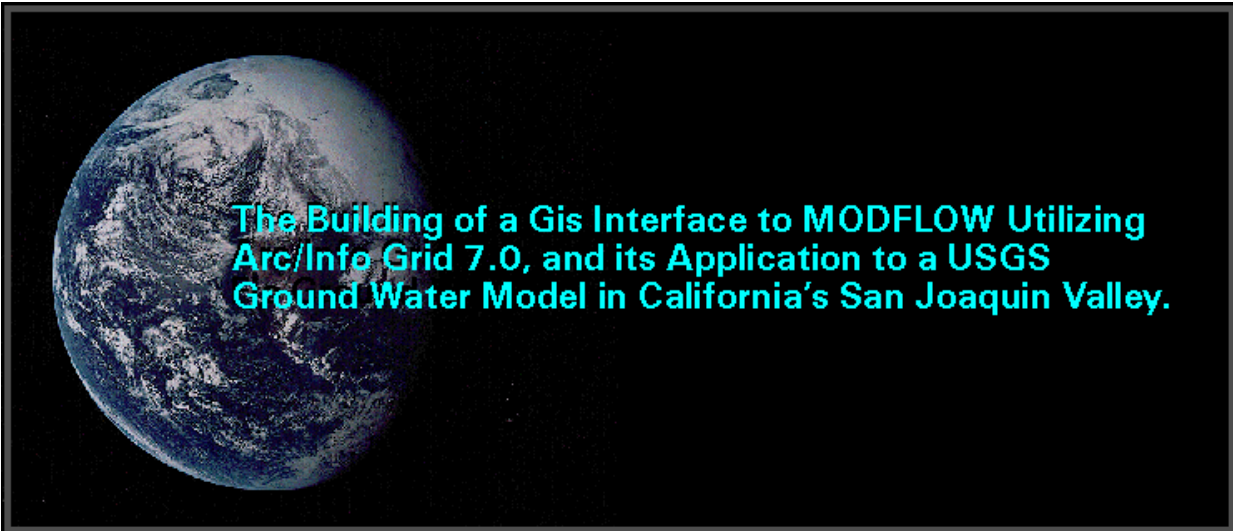 The Building of a Gis Interface to MODFLOW Utilizing
Arc/Info Grid 7.0, and its Application to a USGS
Ground Water Model in California's San Joaquin Valley.